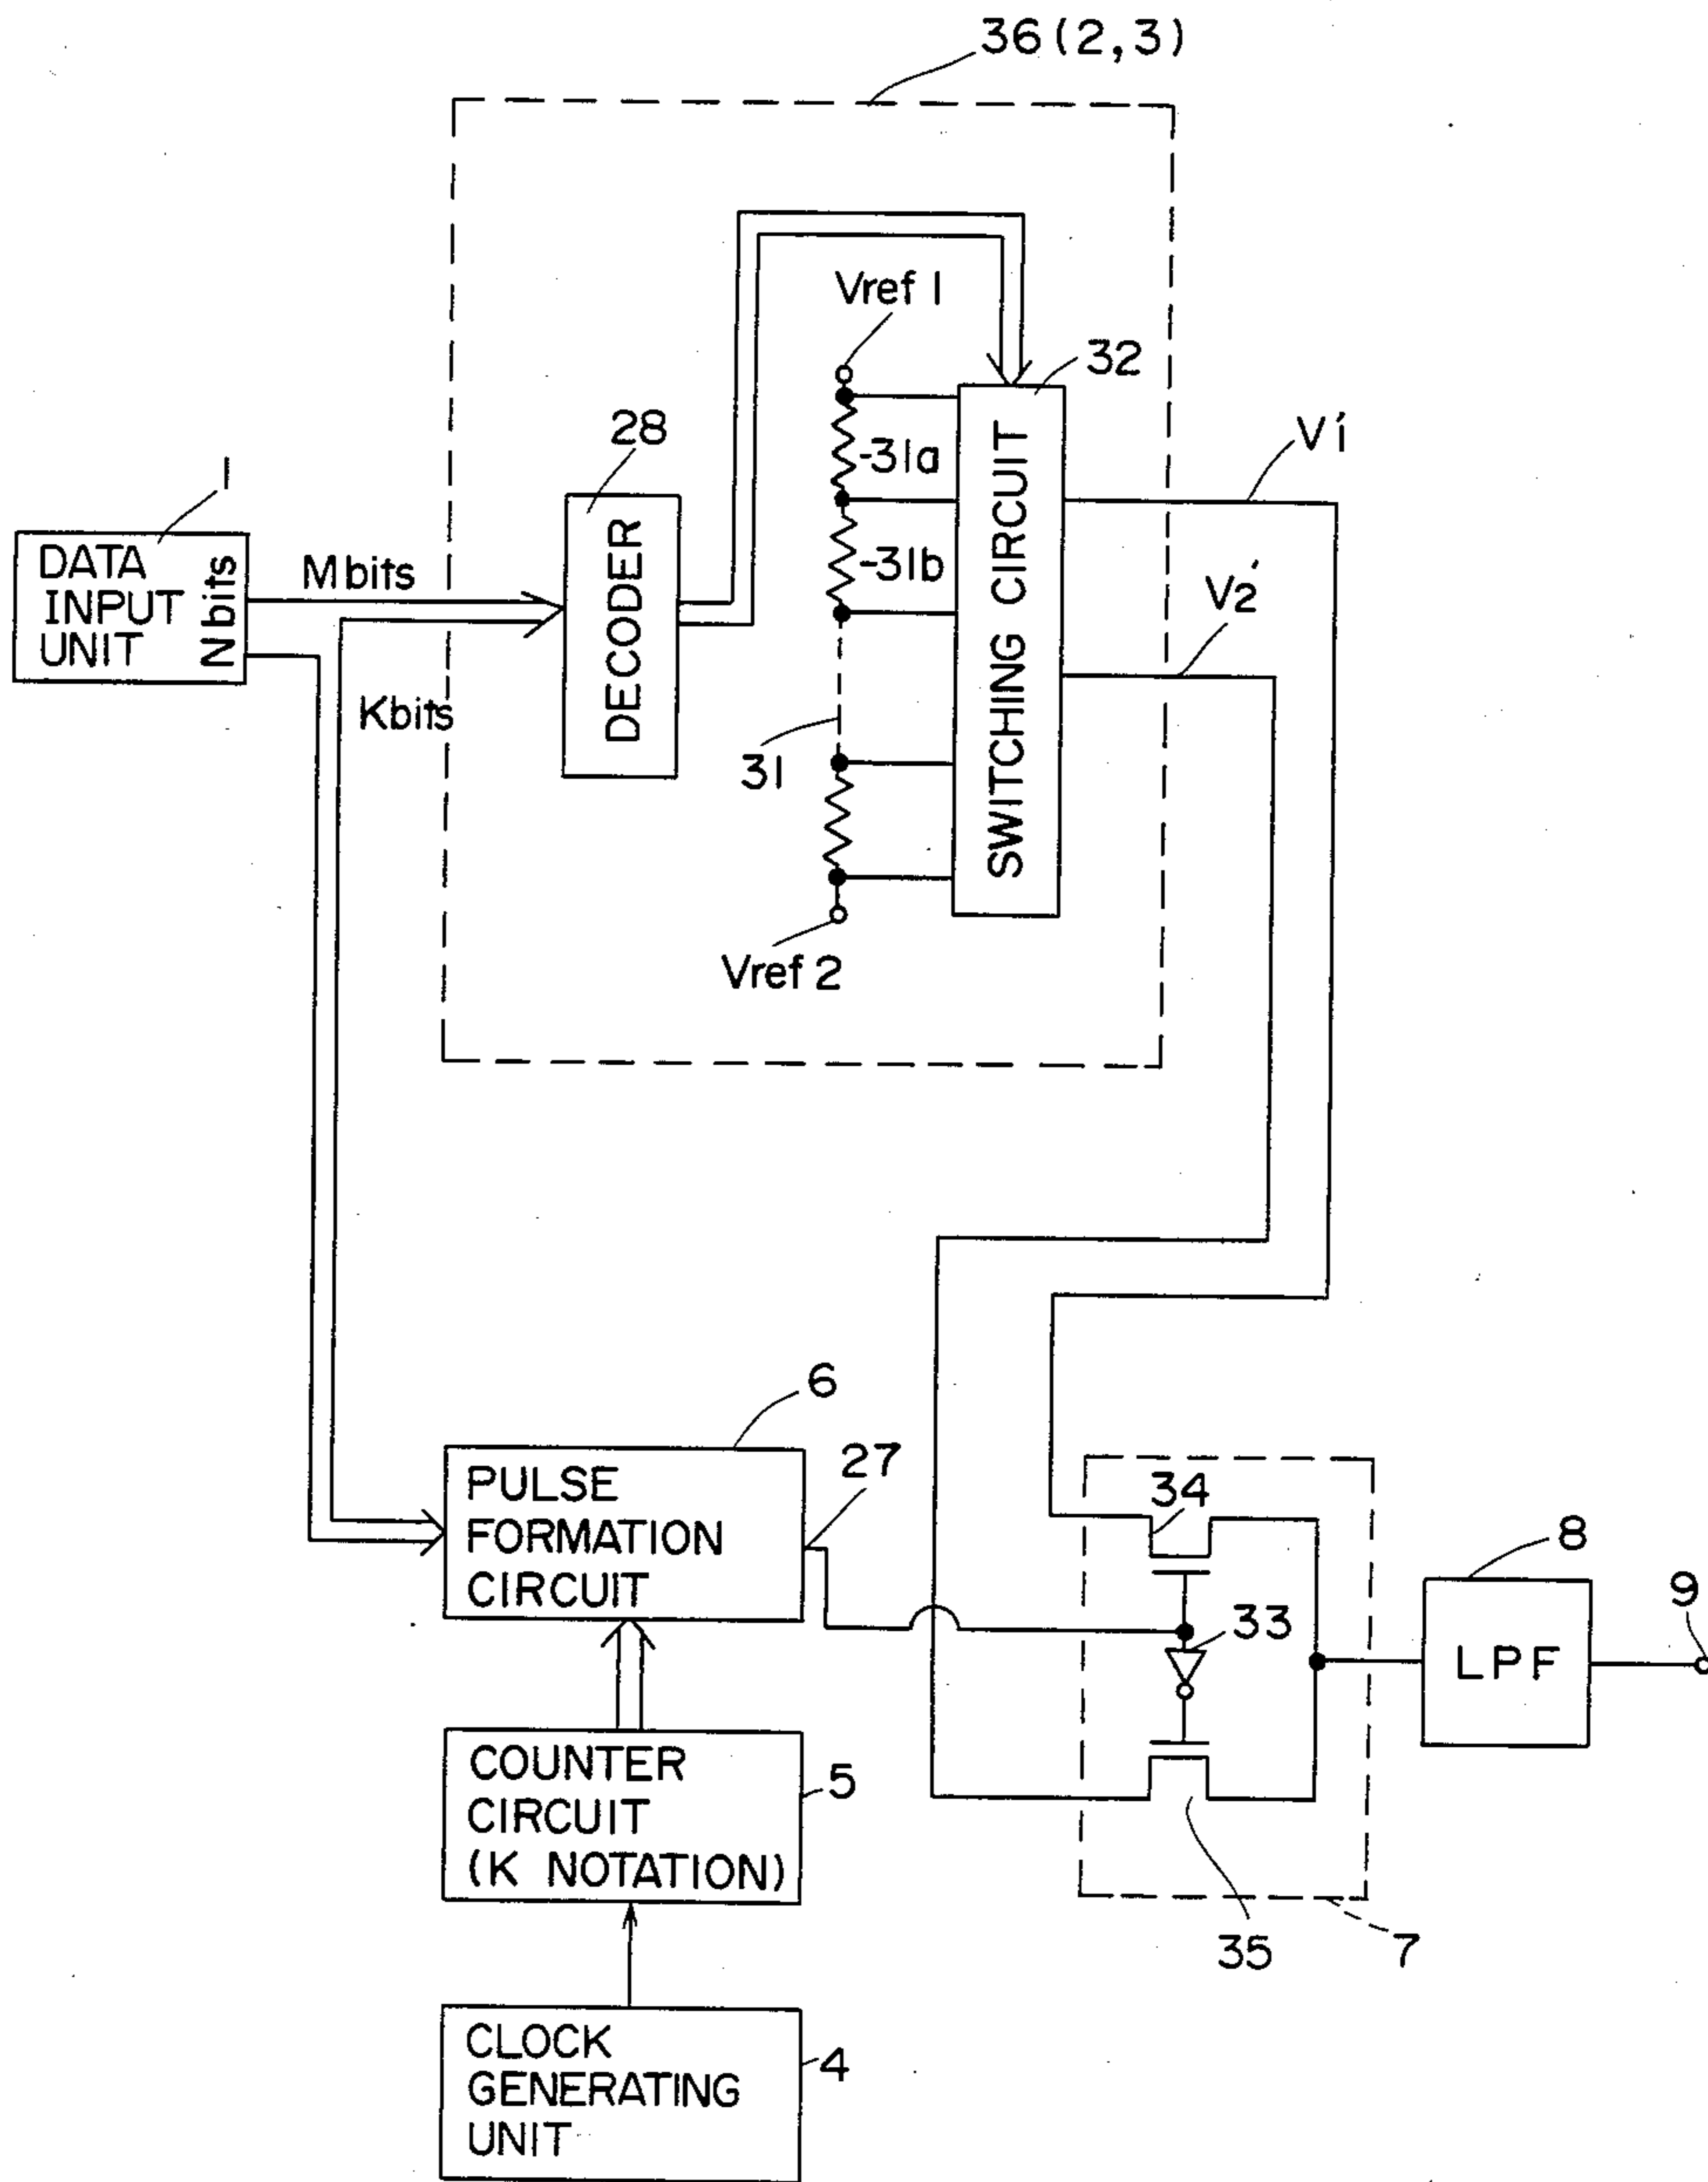 36(2,3)
Vref 1
32
28
-31a
V1'
1
DATA
INPUT
UNIT
Nbits
Mbits
DECODER
-31b
SWITCHING CIRCUIT
V2'
Kbits
31
Vref 2
6
27
PULSE
FORMATION
CIRCUIT
34
8
9
33
LPF
COUNTER
CIRCUIT
(K NOTATION)
5
35
7
CLOCK
GENERATING
UNIT
4